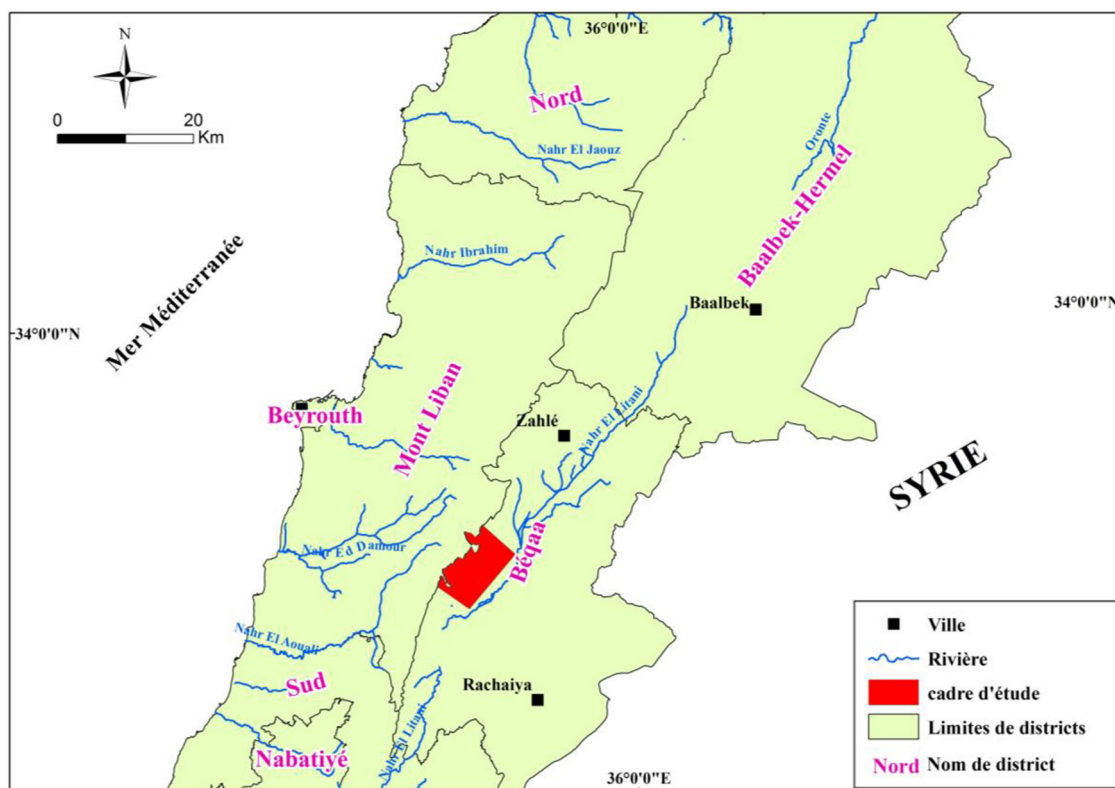 36°0'0"E
N
0 20
Km
Nord
Nahr El Jaouz
Oronte
Baalbek-Hermel
Mer Méditerranée
Nahr Ibrahim
Baalbek
34°0'0"N
34°0'0"N
Mont Liban
Beyrouth
Zahlé
Nahr El Litani
SYRIE
Nahr Ed Damour
Béqaa
Nahr El Aouali
Sud
Rachaiya
Nahr El Litani
Nabatiyé
36°0'0"E
Ville
Rivière
cadre d'étude
Limites de districts
Nord Nom de district